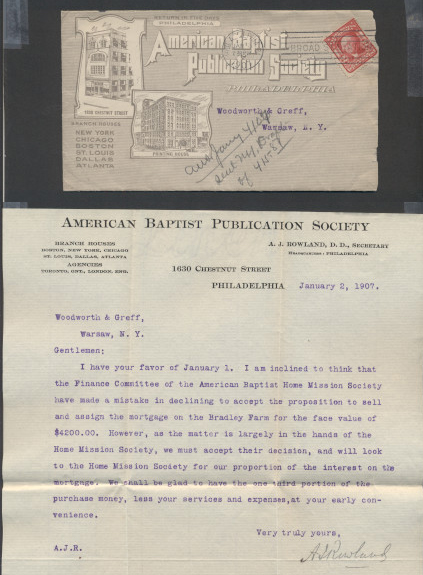 RETURN IN FIVE DAYS
PHILADELPHIA
American Baptist
Publication Society
PHILADELPHIA
1630 CHESTNUT STREET
BRANCH HOUSES
NEW YORK
CHICAGO
BOSTON
ST. LOUIS
DALLAS
ATLANTA
PRINTING HOUSE
BROAD
Woodworth & Greff,
Warsaw, N. Y.
AMERICAN BAPTIST PUBLICATION SOCIETY
BRANCH HOUSES
BOSTON, NEW YORK, CHICAGO
ST. LOUIS, DALLAS, ATLANTA
AGENCIES
TORONTO, ONT., LONDON, ENG.
A. J. ROWLAND, D. D., SECRETARY
HEADQUARTERS : PHILADELPHIA
1630 CHESTNUT STREET
PHILADELPHIA January 2, 1907.
Woodworth & Greff,
Warsaw, N. Y.
Gentlemen:
I have your favor of January 1. I am inclined to think that
the Finance Committee of the American Baptist Home Mission Society
have made a mistake in declining to accept the proposition to sell
and assign the mortgage on the Bradley Farm for the face value of
$4200.00. However, as the matter is largely in the hands of the
Home Mission Society, we must accept their decision, and will look
to the Home Mission Society for our proportion of the interest on the
mortgage. We shall be glad to have the one third portion of the
purchase money, less your services and expenses,at your early con-
venience.
Very truly yours,
A.J.R.
A J Rowland